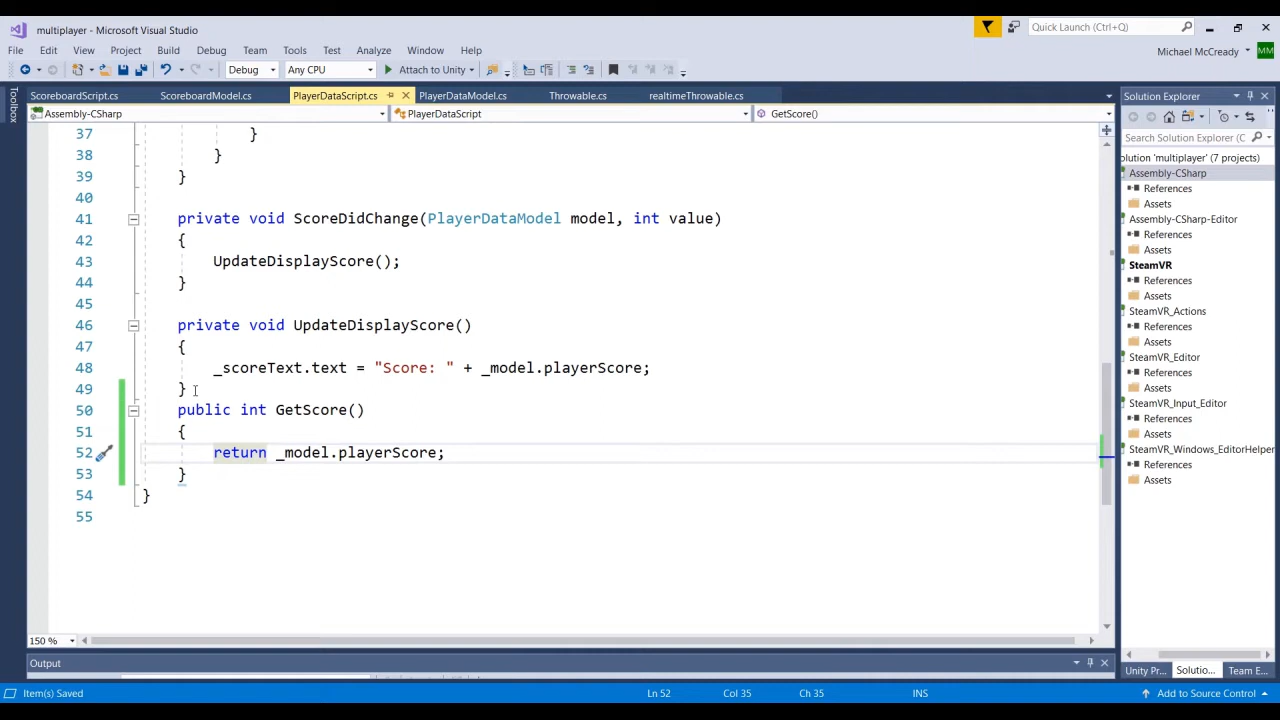 multiplayer - Microsoft Visual Studio
Quick Launch (Ctrl+Q)
File Edit View Project Build Debug Team Tools Test Analyze Window Help
Michael McCready MM
Debug Any CPU Attach to Unity
Toolbox
ScoreboardScript.cs ScoreboardModel.cs PlayerDataScript.cs PlayerDataModel.cs Throwable.cs realtimeThrowable.cs
Assembly-CSharp PlayerDataScript GetScore()
37 }
38 }
39 }
40
41 private void ScoreDidChange(PlayerDataModel model, int value)
42 {
43 UpdateDisplayScore();
44 }
45
46 private void UpdateDisplayScore()
47 {
48 _scoreText.text = "Score: " + _model.playerScore;
49 }
50 public int GetScore()
51 {
52 return _model.playerScore;
53 }
54 }
55
150 %
Output
Solution Explorer
Search Solution Explorer (C
olution 'multiplayer' (7 projects)
Assembly-CSharp
References
Assets
Assembly-CSharp-Editor
References
Assets
SteamVR
References
Assets
SteamVR_Actions
References
Assets
SteamVR_Editor
References
Assets
SteamVR_Input_Editor
References
Assets
SteamVR_Windows_EditorHelper
References
Assets
Unity Pr... Solutio... Team E...
Item(s) Saved Ln 52 Col 35 Ch 35 INS Add to Source Control